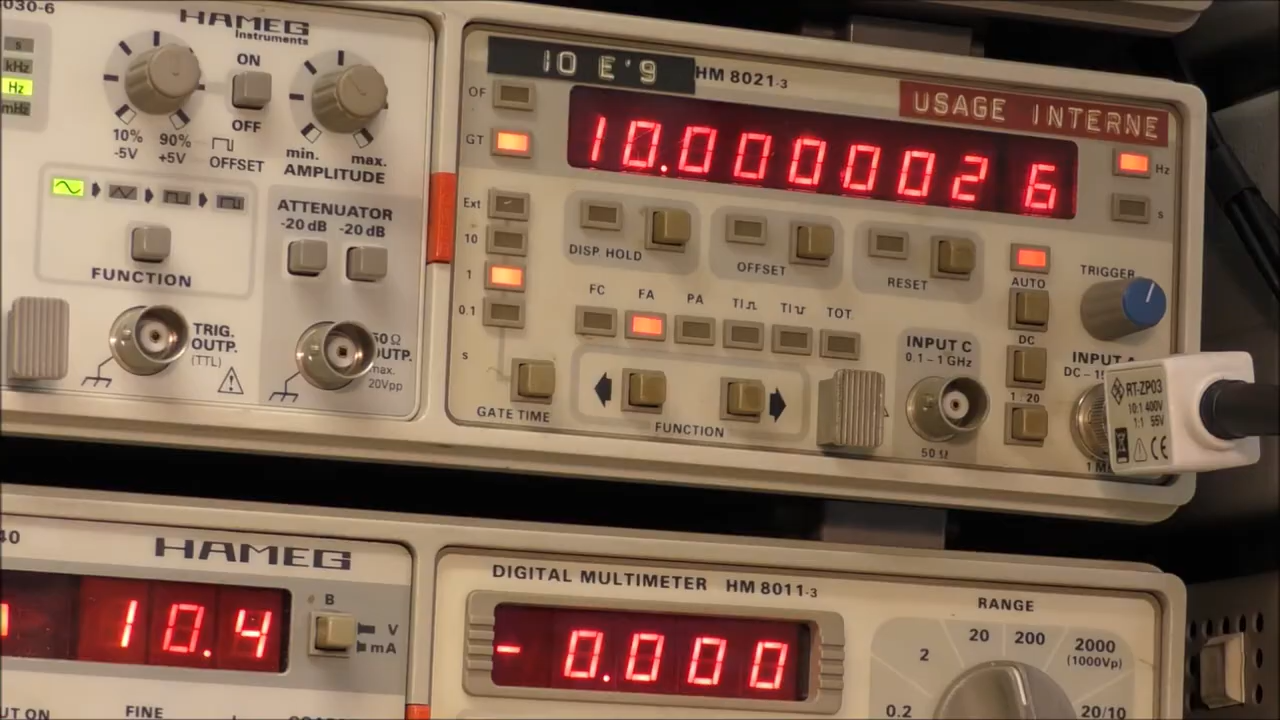 030-6
HAMEG
Instruments
s
kHz
Hz
mHz
ON
OFF
10%
-5V
90%
+5V
OFFSET
min.
max.
AMPLITUDE
ATTENUATOR
-20 dB
-20 dB
FUNCTION
TRIG.
OUTP.
(TTL)
50Ω
OUTP.
max.
20Vpp
10 E'9
HM 8021-3
USAGE INTERNE
OF
GT
10.0000026
Hz
s
Ext
10
1
0.1
s
DISP. HOLD
OFFSET
RESET
AUTO
TRIGGER
FC
FA
PA
TI
TI
TOT.
DC
1:20
INPUT C
0.1–1 GHz
50 Ω
INPUT A
GATE TIME
FUNCTION
RT-ZP03
10:1 400V
1:1 55V
CE
40
HAMEG
10.4
B
V
mA
FINE
DIGITAL MULTIMETER HM 8011-3
-0.000
RANGE
0.2
2
20
200
2000
(1000Vp)
20/10